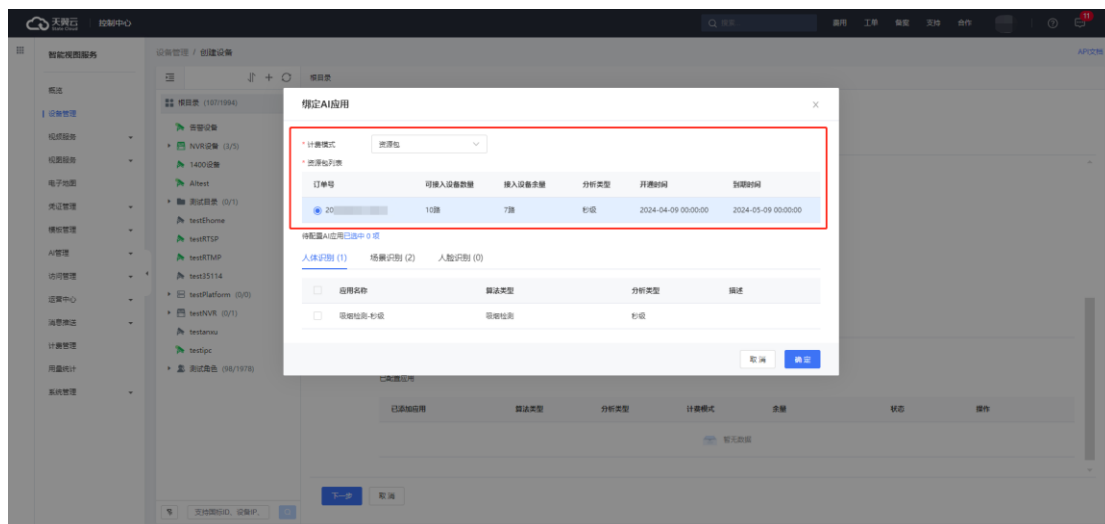 天翼云 控制中心 搜索 费用 工单 备案 支持 合作 11
智能视图服务 设备管理 / 创建设备 API文档
概览
设备管理
视频服务
视图服务
电子地图
凭证管理
模板管理
AI管理
访问管理
运营中心
消息推送
计费管理
用量统计
系统管理
根目录
根目录 (107/1994)
告警设备
NVR设备 (3/5)
1400设备
AItest
测试目录 (0/1)
testEhome
testRTSP
testRTMP
test35114
testPlatform (0/0)
testNVR (0/1)
testanxu
testipc
测试角色 (98/1978)
支持国标ID、设备IP、
绑定AI应用
* 计费模式 资源包
* 资源包列表
订单号 可接入设备数量 接入设备余量 分析类型 开通时间 到期时间
20 10路 7路 秒级 2024-04-09 00:00:00 2024-05-09 00:00:00
待配置AI应用已选中 0 项
人体识别 (1) 场景识别 (2) 人脸识别 (0)
应用名称 算法类型 分析类型 描述
吸烟检测-秒级 吸烟检测 秒级
取消 确定
已配置应用
已添加应用 算法类型 分析类型 计费模式 余量 状态 操作
暂无数据
下一步 取消